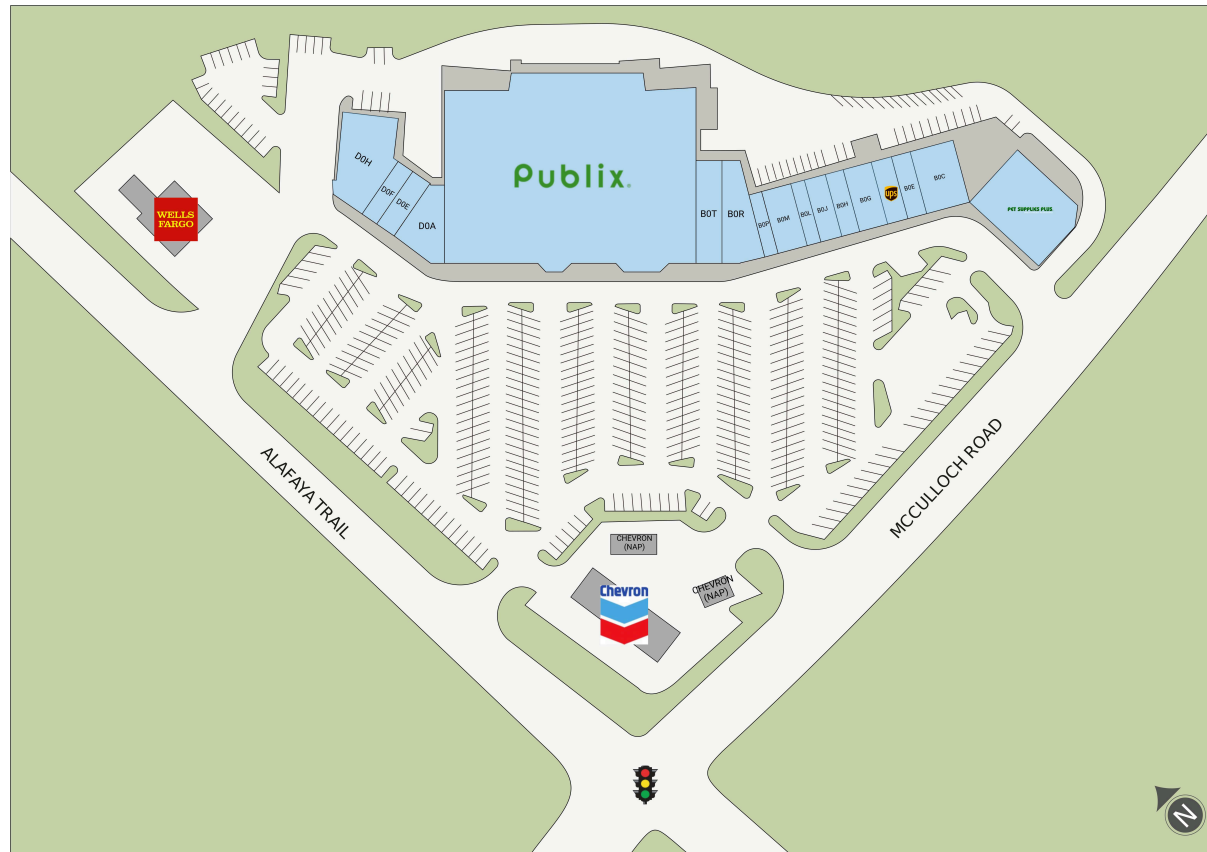 D0H
D0F
D0E
D0A
Publix.
B0T
B0R
B0P
B0M
B0L
B0J
B0H
B0G
ups
B0E
B0C
PET SUPPLIES PLUS.
WELLS
FARGO
ALAFAYA TRAIL
MCCULLOCH ROAD
CHEVRON
(NAP)
CHEVRON
(NAP)
Chevron
N